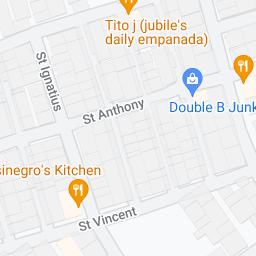 Tito j (jubile's
daily empanada)
St Ignatius
St Anthony
Double B Junk
sinegro's Kitchen
St Vincent